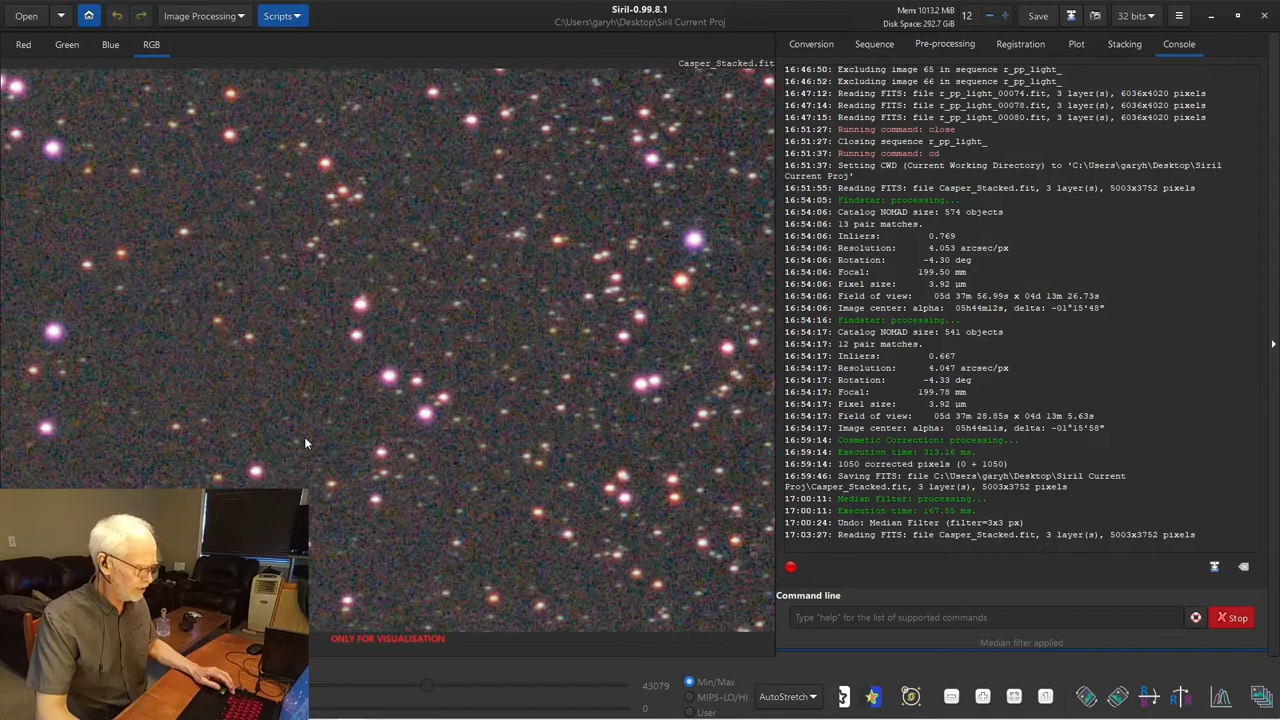 Open
Image Processing
Scripts
Siril-0.99.8.1
C:\Users\garyh\Desktop\Siril Current Proj
Mem: 1013.2 MiB
Disk Space: 292.7 GiB
12
Save
32 bits
Red
Green
Blue
RGB
Conversion
Sequence
Pre-processing
Registration
Plot
Stacking
Console
Casper_Stacked.fit
16:46:50: Excluding image 65 in sequence r_pp_light_
16:46:52: Excluding image 66 in sequence r_pp_light_
16:47:12: Reading FITS: file r_pp_light_00074.fit, 3 layer(s), 6036x4020 pixels
16:47:14: Reading FITS: file r_pp_light_00078.fit, 3 layer(s), 6036x4020 pixels
16:47:15: Reading FITS: file r_pp_light_00080.fit, 3 layer(s), 6036x4020 pixels
16:51:27: Running command: close
16:51:27: Closing sequence r_pp_light_
16:51:37: Running command: cd
16:51:37: Setting CWD (Current Working Directory) to 'C:\Users\garyh\Desktop\Siril
Current Proj'
16:51:55: Reading FITS: file Casper_Stacked.fit, 3 layer(s), 5003x3752 pixels
16:54:05: Findstar: processing...
16:54:06: Catalog NOMAD size: 574 objects
16:54:06: 13 pair matches.
16:54:06: Inliers: 0.769
16:54:06: Resolution: 4.053 arcsec/px
16:54:06: Rotation: -4.30 deg
16:54:06: Focal: 199.50 mm
16:54:06: Pixel size: 3.92 µm
16:54:06: Field of view: 05d 37m 56.99s x 04d 13m 26.73s
16:54:06: Image center: alpha: 05h44m12s, delta: -01°15'48"
16:54:16: Findstar: processing...
16:54:17: Catalog NOMAD size: 541 objects
16:54:17: 12 pair matches.
16:54:17: Inliers: 0.667
16:54:17: Resolution: 4.047 arcsec/px
16:54:17: Rotation: -4.33 deg
16:54:17: Focal: 199.78 mm
16:54:17: Pixel size: 3.92 µm
16:54:17: Field of view: 05d 37m 28.85s x 04d 13m 5.63s
16:54:17: Image center: alpha: 05h44m11s, delta: -01°15'58"
16:59:14: Cosmetic Correction: processing...
16:59:14: Execution time: 313.16 ms.
16:59:14: 1050 corrected pixels (0 + 1050)
16:59:46: Saving FITS: file C:\Users\garyh\Desktop\Siril Current
Proj\Casper_Stacked.fit, 3 layer(s), 5003x3752 pixels
17:00:11: Median Filter: processing...
17:00:11: Execution time: 167.55 ms.
17:00:24: Undo: Median Filter (filter=3x3 px)
17:03:27: Reading FITS: file Casper_Stacked.fit, 3 layer(s), 5003x3752 pixels
Command line
Type "help" for the list of supported commands
Stop
Median filter applied
ONLY FOR VISUALISATION
43079
0
Min/Max
MIPS-LO/HI
User
AutoStretch